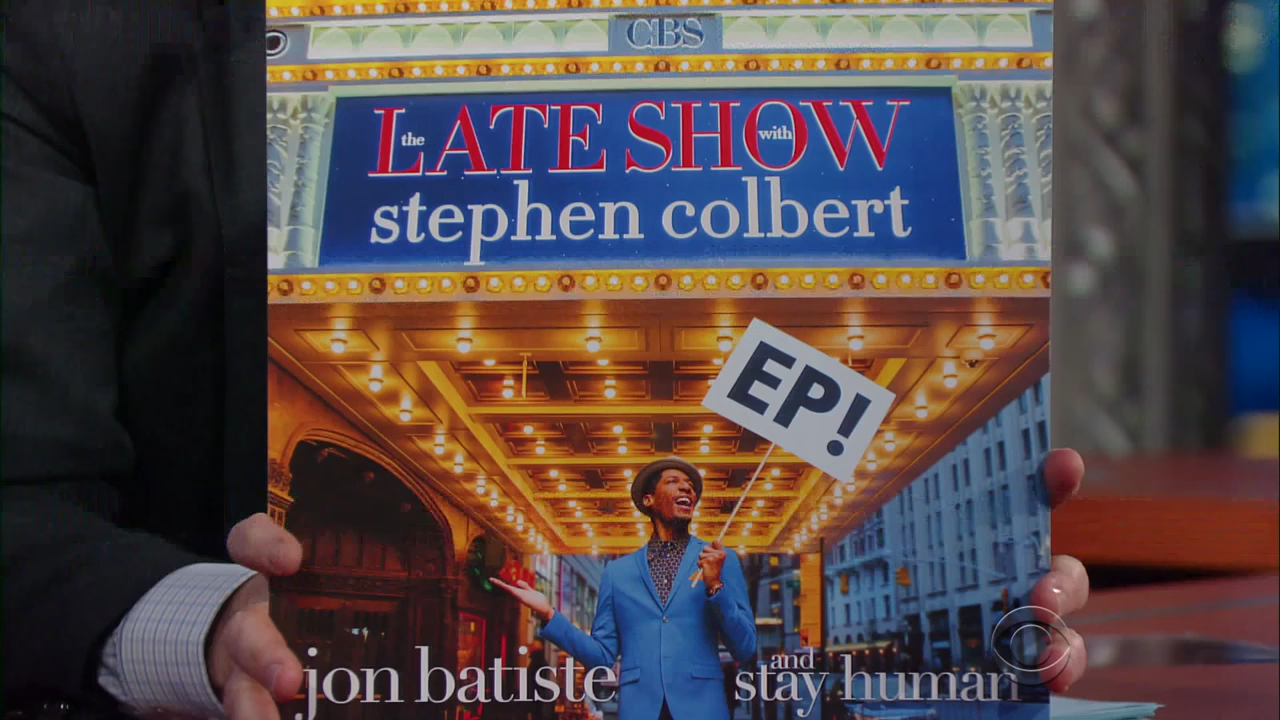 CBS
the LATE SHOW with
stephen colbert
EP!
jon batiste and stay human